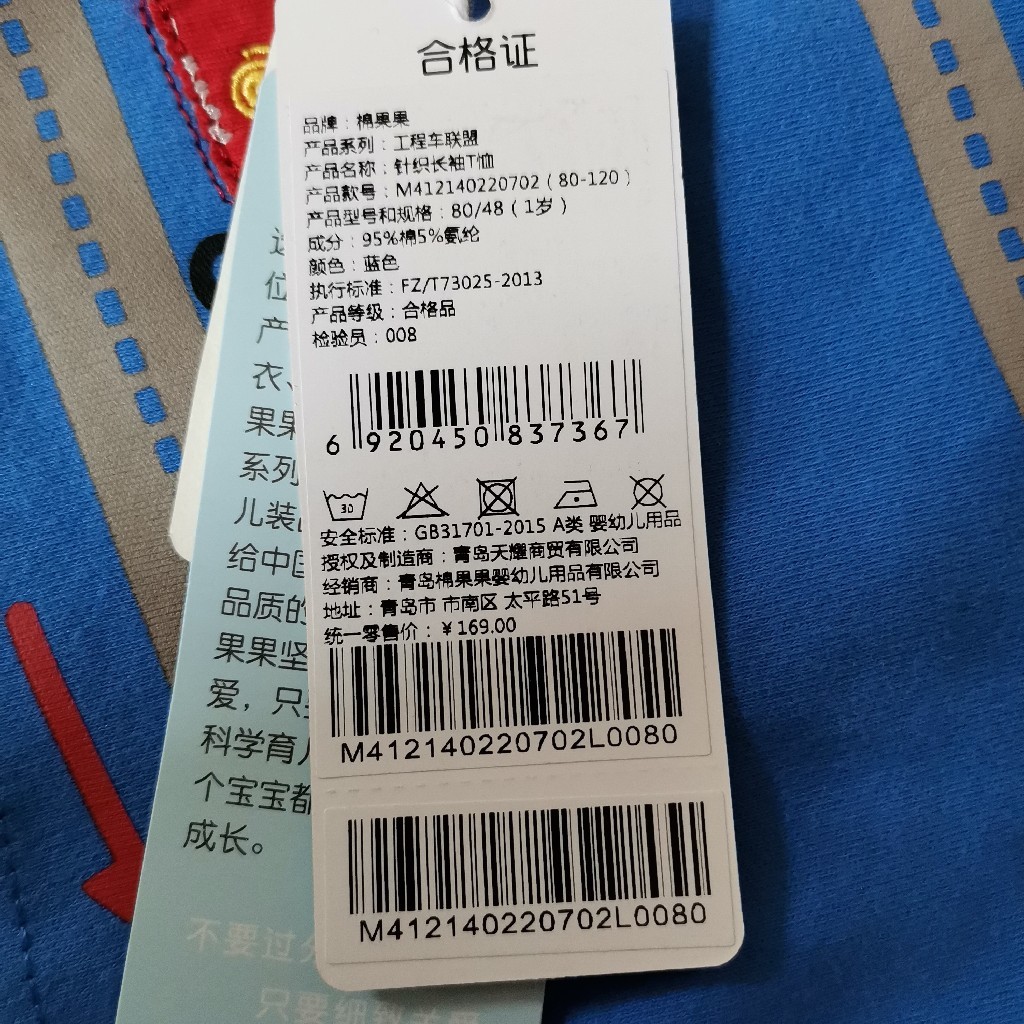 合格证
品牌：棉果果
产品系列：工程车联盟
产品名称：针织长袖T恤
产品款号：M412140220702（80-120）
产品型号和规格：80/48（1岁）
成分：95%棉5%氨纶
颜色：蓝色
执行标准：FZ/T73025-2013
产品等级：合格品
检验员：008
6 920450 837367
30
安全标准：GB31701-2015 A类 婴幼儿用品
授权及制造商：青岛天耀商贸有限公司
经销商：青岛棉果果婴幼儿用品有限公司
地址：青岛市 市南区 太平路51号
统一零售价：￥169.00
M412140220702L0080
M412140220702L0080
位
产
衣、
果果
系列
儿装
给中国
品质的
果果坚
爱，只
科学育儿
个宝宝都
成长。
不要过分
只要细致